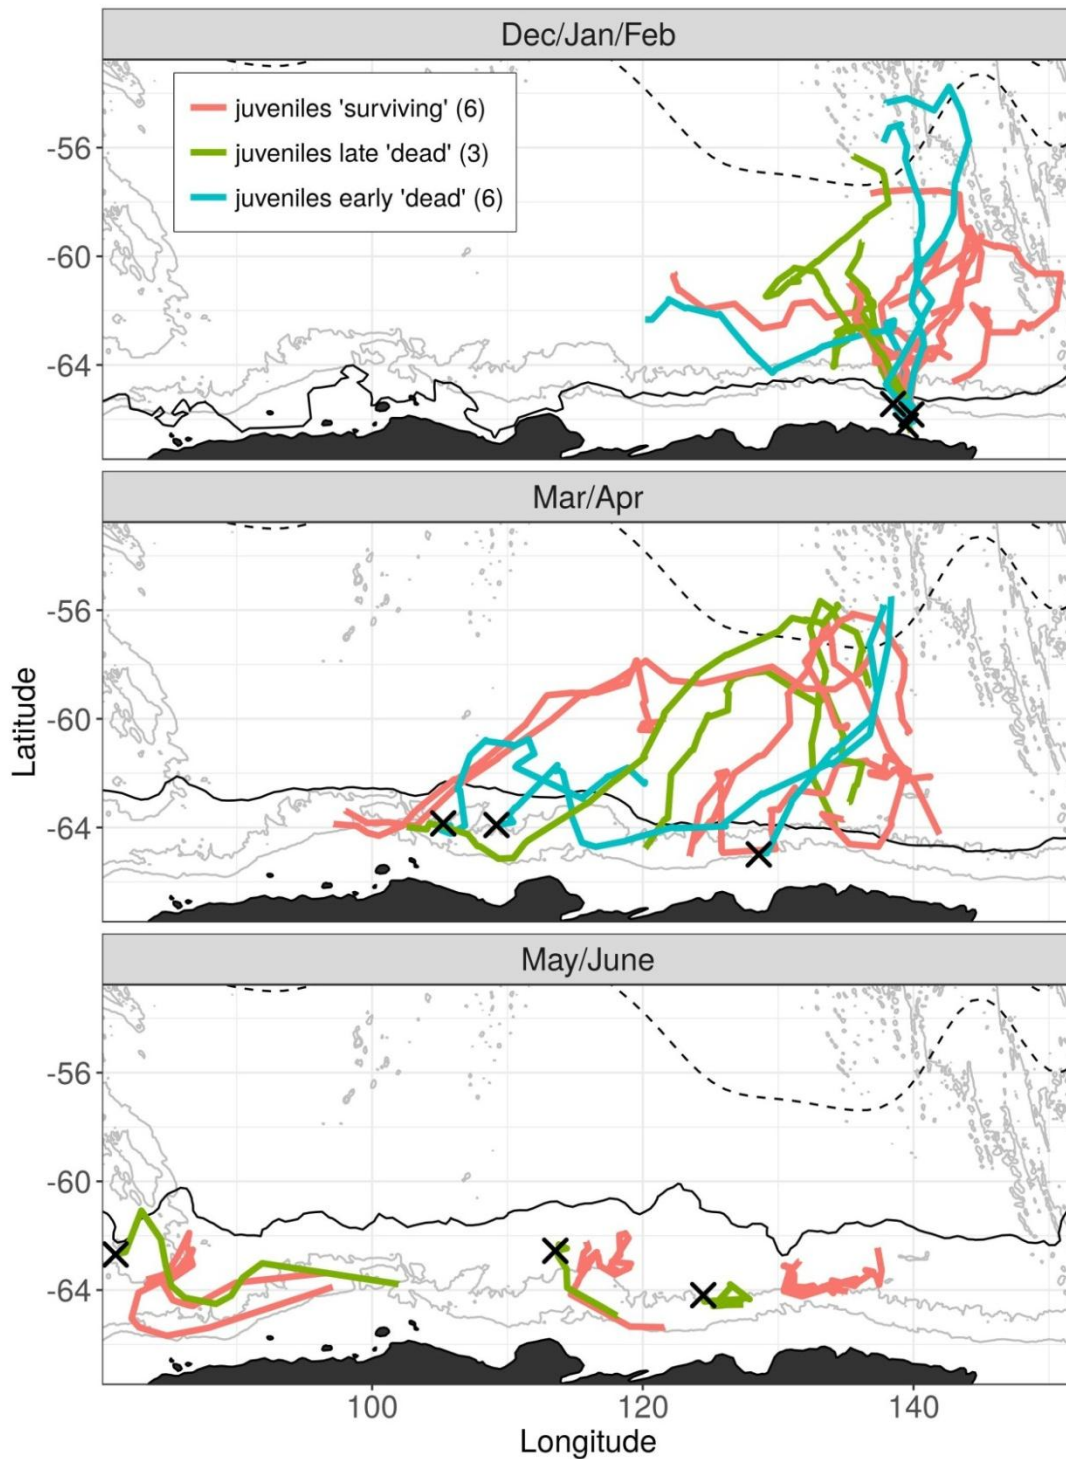 Dec/Jan/Feb
juveniles 'surviving' (6)
juveniles late 'dead' (3)
juveniles early 'dead' (6)
-56
-60
-64
Mar/Apr
-56
-60
-64
Latitude
May/June
-56
-60
-64
100 120 140
Longitude